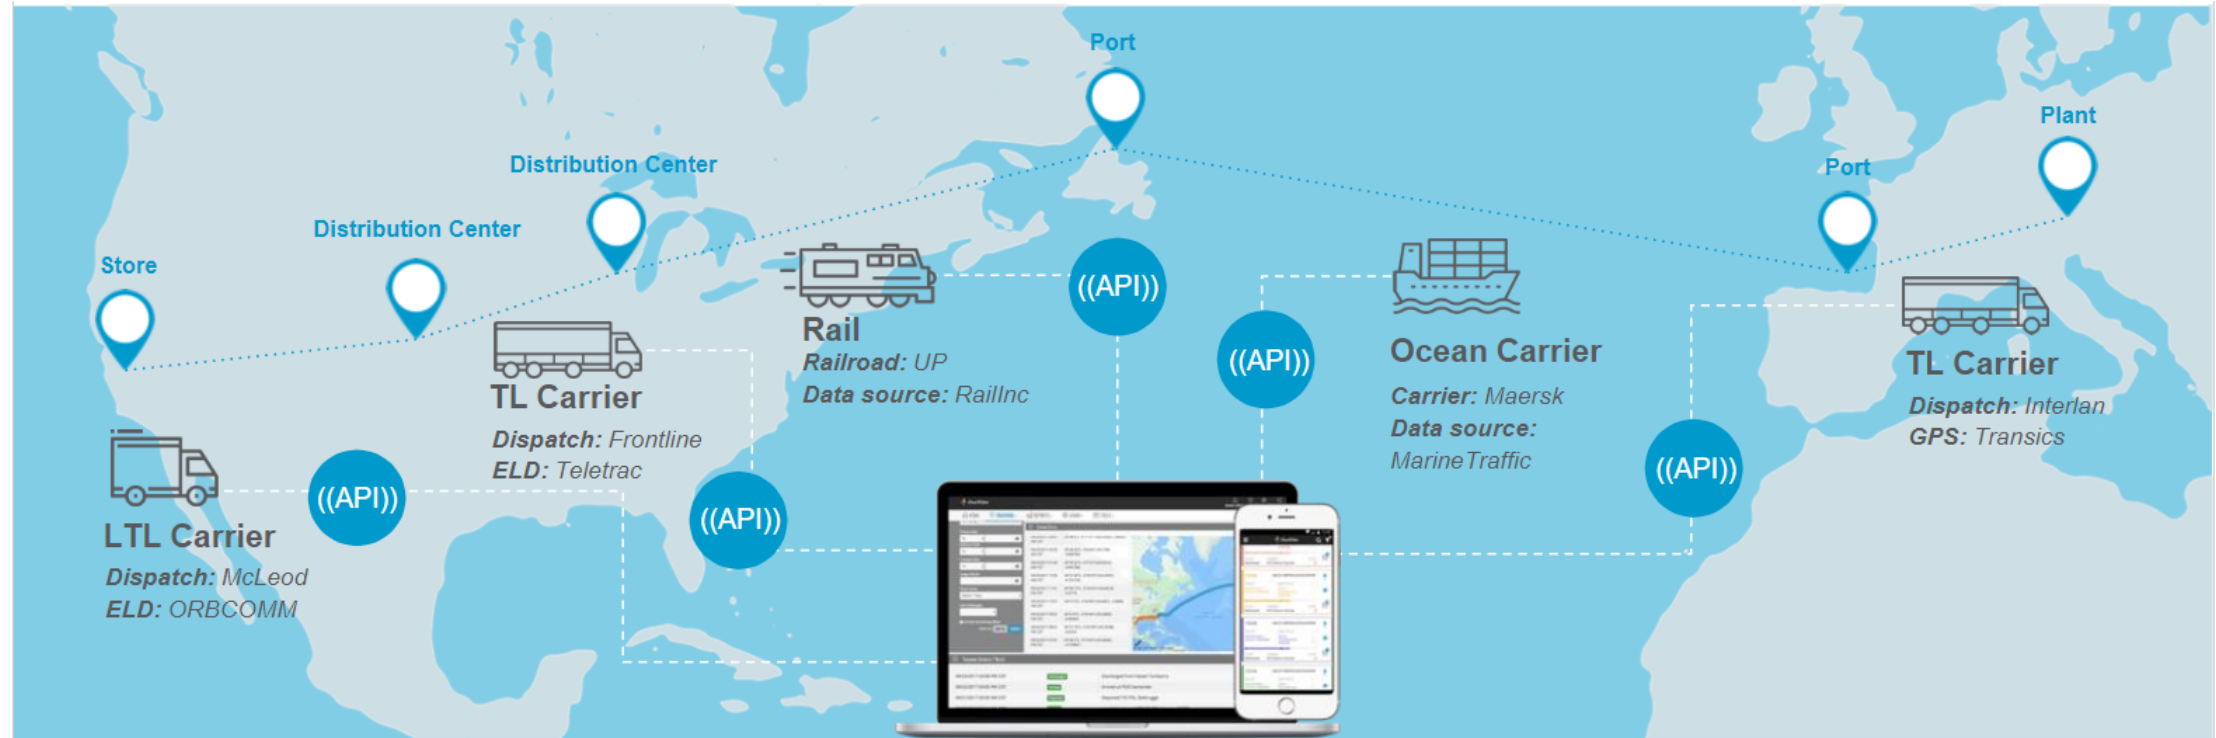 Port
Plant
Distribution Center
Port
Distribution Center
Store
((API))
Rail
Railroad: UP
Data source: RailInc
((API))
Ocean Carrier
Carrier: Maersk
Data source:
MarineTraffic
TL Carrier
Dispatch: Interlan
GPS: Transics
TL Carrier
Dispatch: Frontline
ELD: Teletrac
((API))
((API))
((API))
LTL Carrier
Dispatch: McLeod
ELD: ORBCOMM